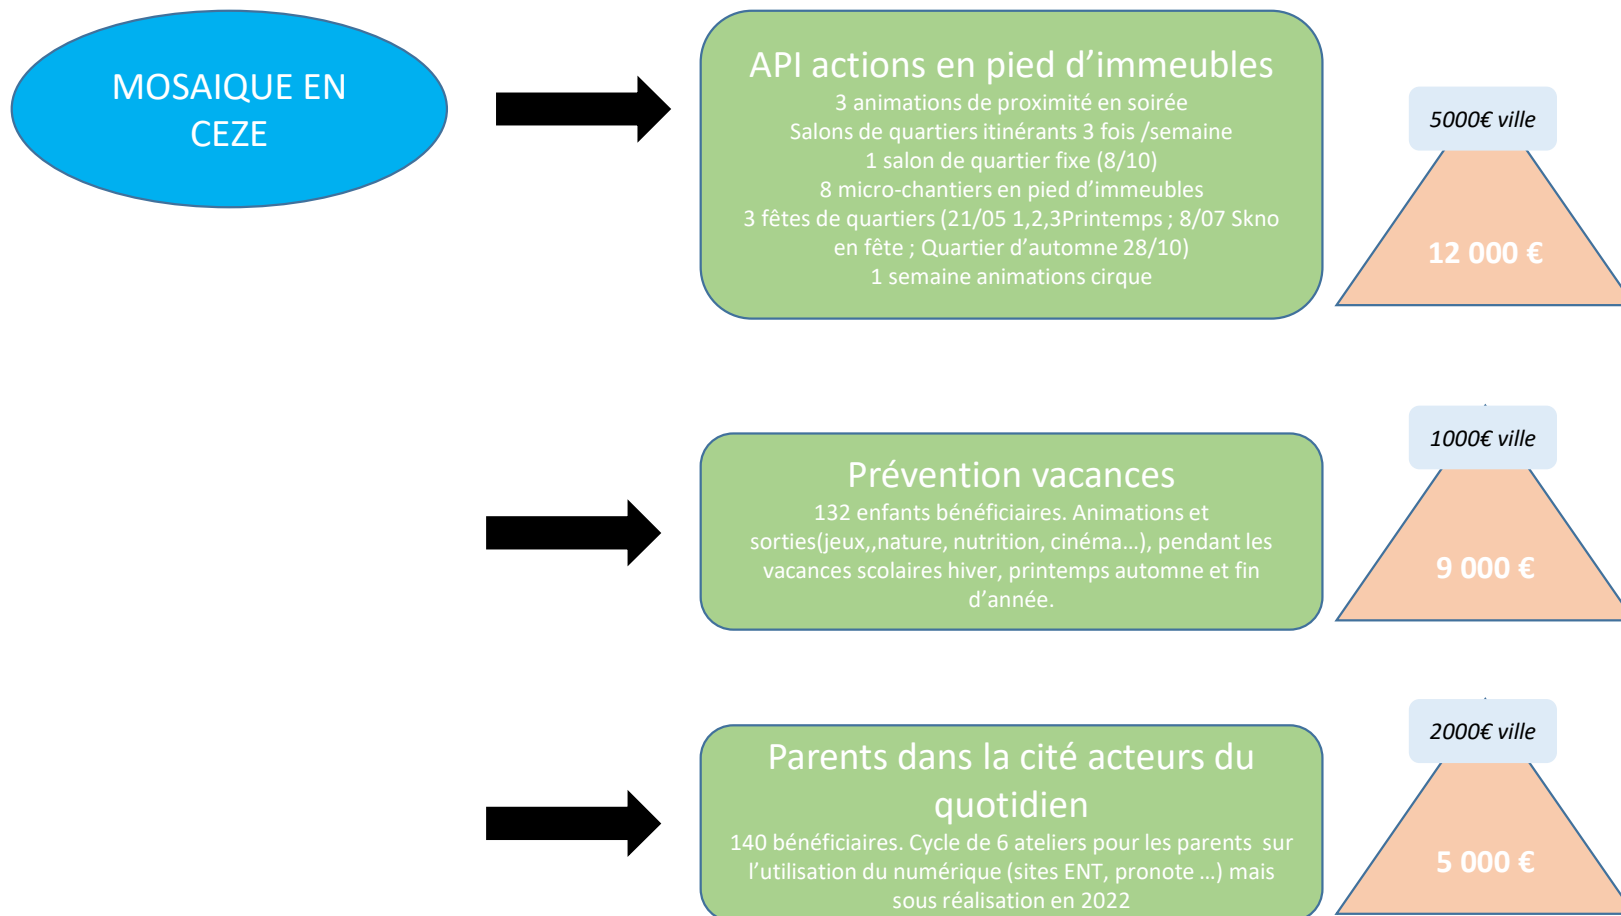 MOSAIQUE EN
CEZE
API actions en pied d’immeubles
3 animations de proximité en soirée
Salons de quartiers itinérants 3 fois /semaine
1 salon de quartier fixe (8/10)
8 micro-chantiers en pied d’immeubles
3 fêtes de quartiers (21/05 1,2,3Printemps ; 8/07 Skno
en fête ; Quartier d’automne 28/10)
1 semaine animations cirque
5000€ ville
12 000 €
Prévention vacances
132 enfants bénéficiaires. Animations et
sorties(jeux,,nature, nutrition, cinéma…), pendant les
vacances scolaires hiver, printemps automne et fin
d’année.
1000€ ville
9 000 €
Parents dans la cité acteurs du
quotidien
140 bénéficiaires. Cycle de 6 ateliers pour les parents  sur
l’utilisation du numérique (sites ENT, pronote …) mais
sous réalisation en 2022
2000€ ville
5 000 €